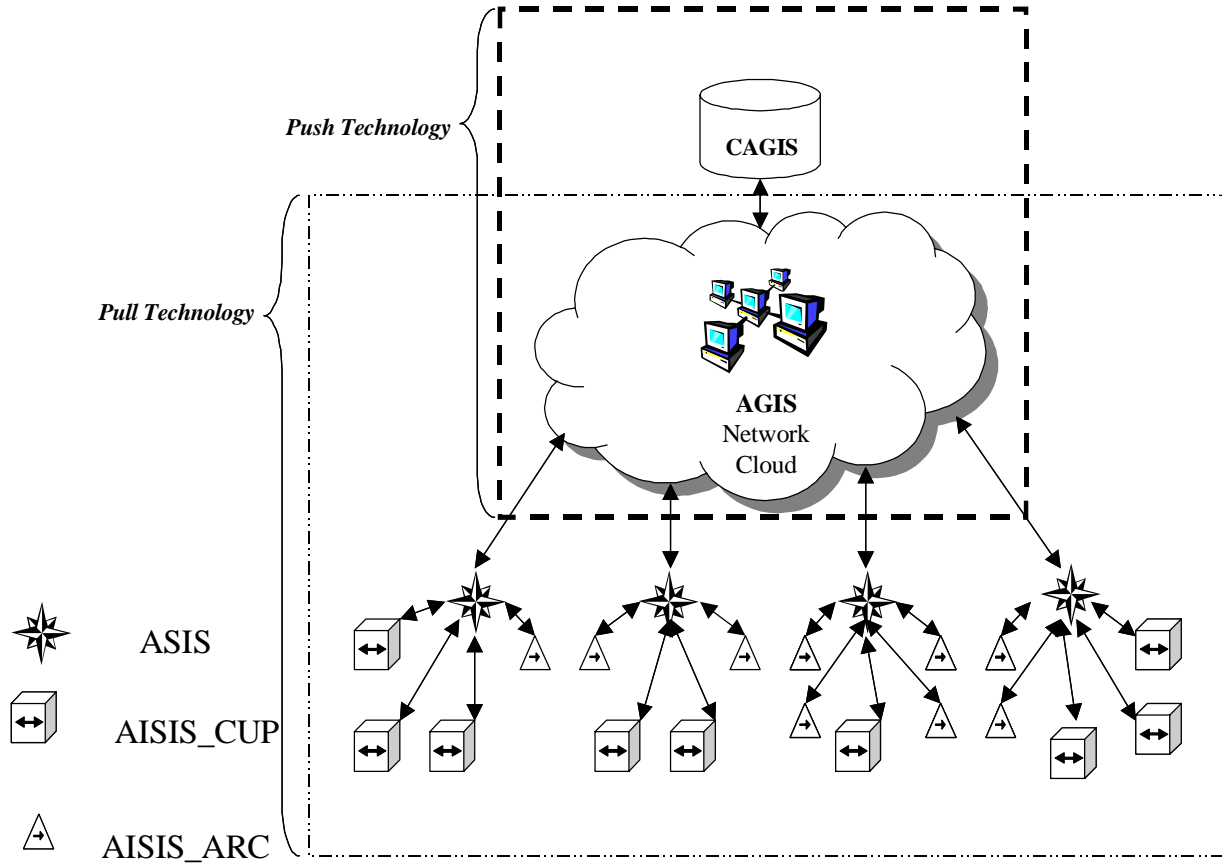 Push Technology
CAGIS
Pull Technology
AGIS
Network
Cloud
ASIS
AISIS_CUP
AISIS_ARC